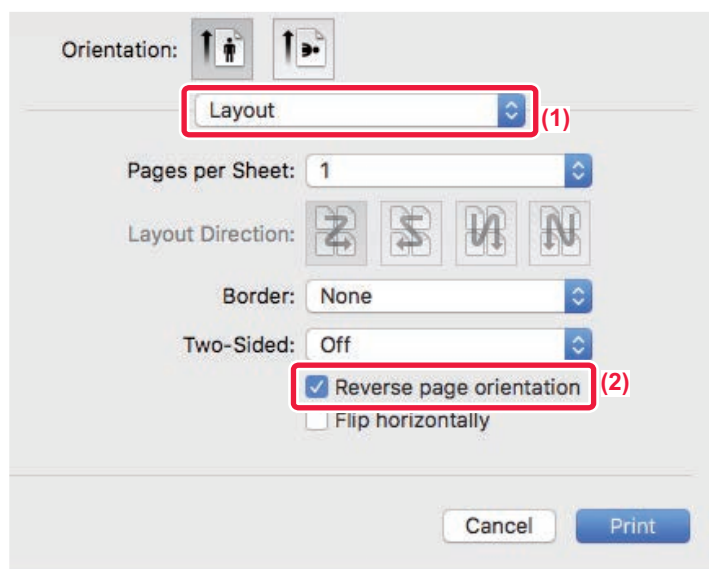 Orientation:
Layout
(1)
Pages per Sheet: 1
Layout Direction:
Border: None
Two-Sided: Off
Reverse page orientation
(2)
Flip horizontally
Cancel Print